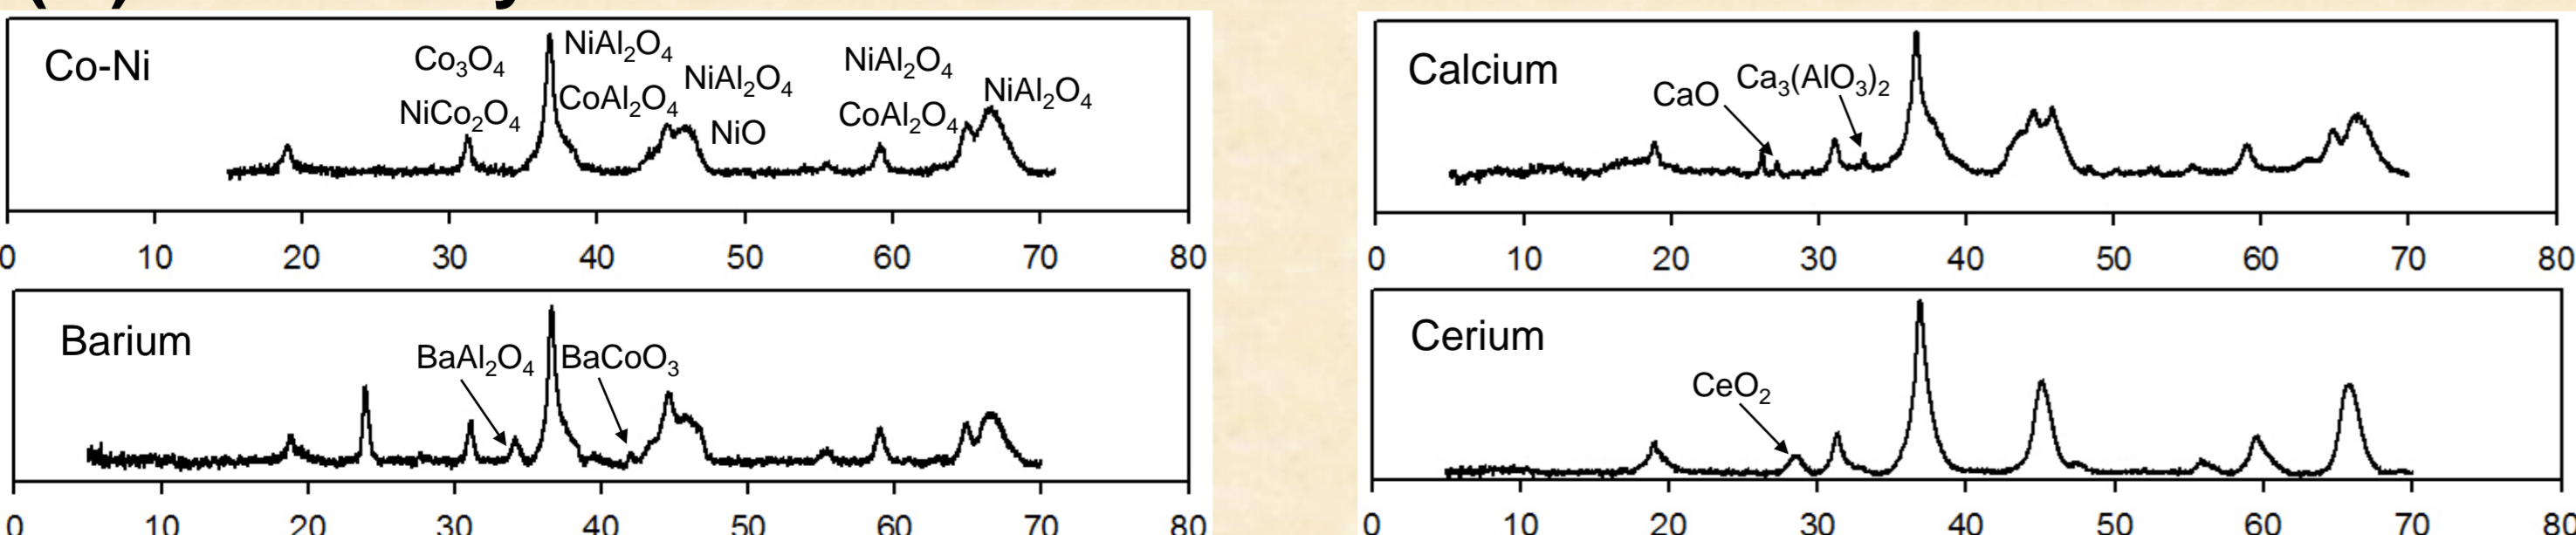 Co-Ni
Co₃O₄
NiAl₂O₄
NiAl₂O₄
NiAl₂O₄
NiAl₂O₄
NiCo₂O₄
CoAl₂O₄
NiO
CoAl₂O₄
0 10 20 30 40 50 60 70 80
Calcium
CaO
Ca₃(AlO₃)₂
0 10 20 30 40 50 60 70 80
Barium
BaAl₂O₄
BaCoO₃
0 10 20 30 40 50 60 70 80
Cerium
CeO₂
0 10 20 30 40 50 60 70 80